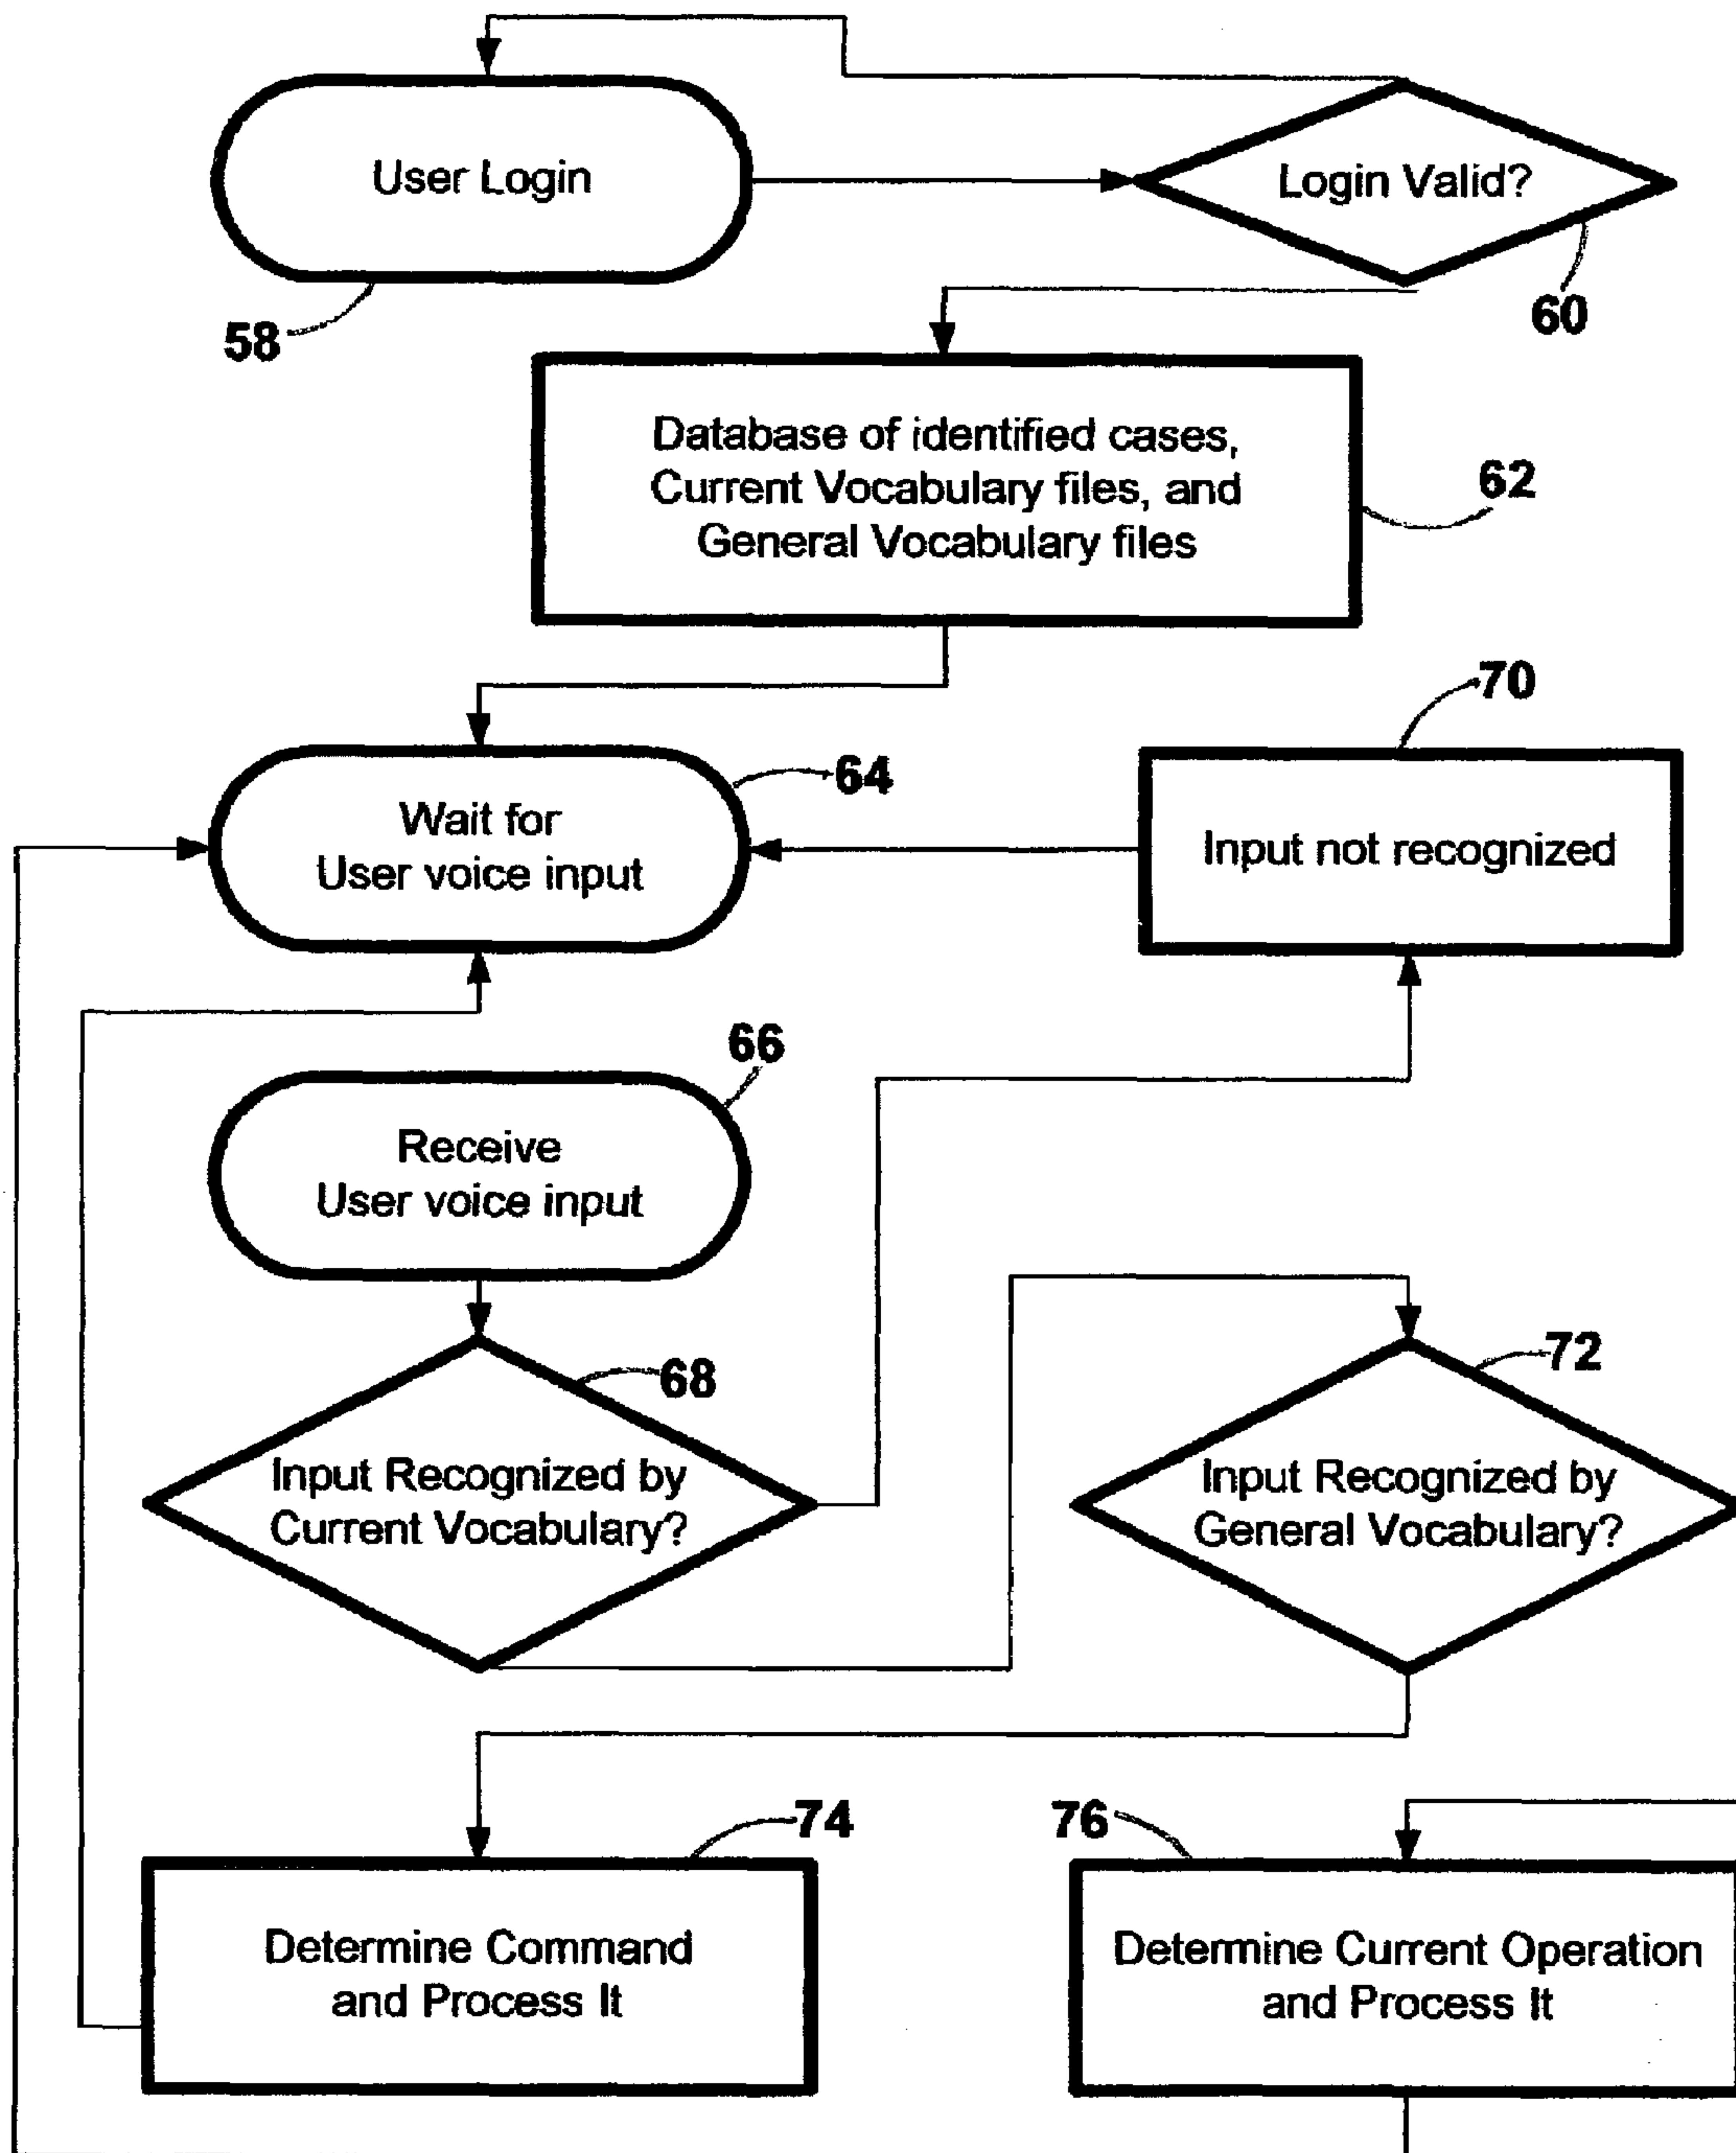 User Login
Login Valid?
58
60
Database of identified cases,
Current Vocabulary files, and
General Vocabulary files
62
70
64
Wait for
User voice input
Input not recognized
66
Receive
User voice input
68
72
Input Recognized by
Current Vocabulary?
Input Recognized by
General Vocabulary?
74
76
Determine Command
and Process It
Determine Current Operation
and Process It